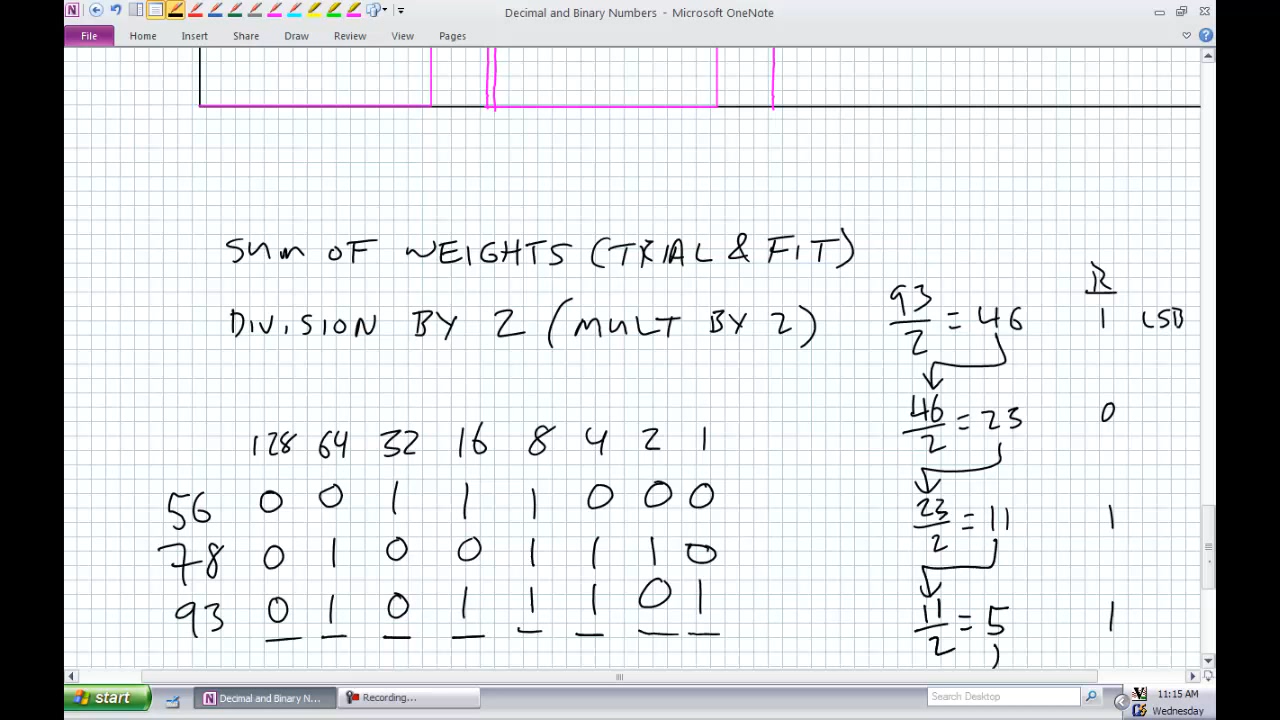 Decimal and Binary Numbers - Microsoft OneNote
File Home Insert Share Draw Review View Pages
SUM OF WEIGHTS (TRIAL & FIT)
DIVISION BY 2 (MULT BY 2)
128 64 32 16 8 4 2 1
56 0 0 1 1 1 0 0 0
78 0 1 0 0 1 1 1 0
93 0 1 0 1 1 1 0 1
R
93/2 = 46 1 LSB
46/2 = 23 0
23/2 = 11 1
11/2 = 5 1
start Decimal and Binary N... Recording... Search Desktop 11:15 AM
Wednesday